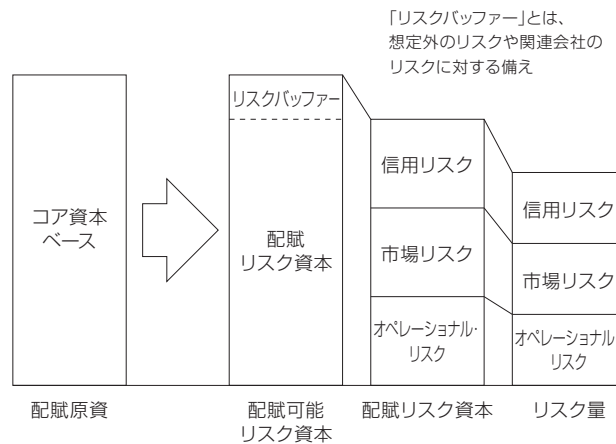 「リスクバッファー」とは、
想定外のリスクや関連会社の
リスクに対する備え
リスクバッファー
信用リスク
コア資本
ベース
配賦
リスク資本
市場リスク
オペレーショナル・
リスク
信用リスク
市場リスク
オペレーショナル
リスク
配賦原資
配賦可能
リスク資本
配賦リスク資本
リスク量